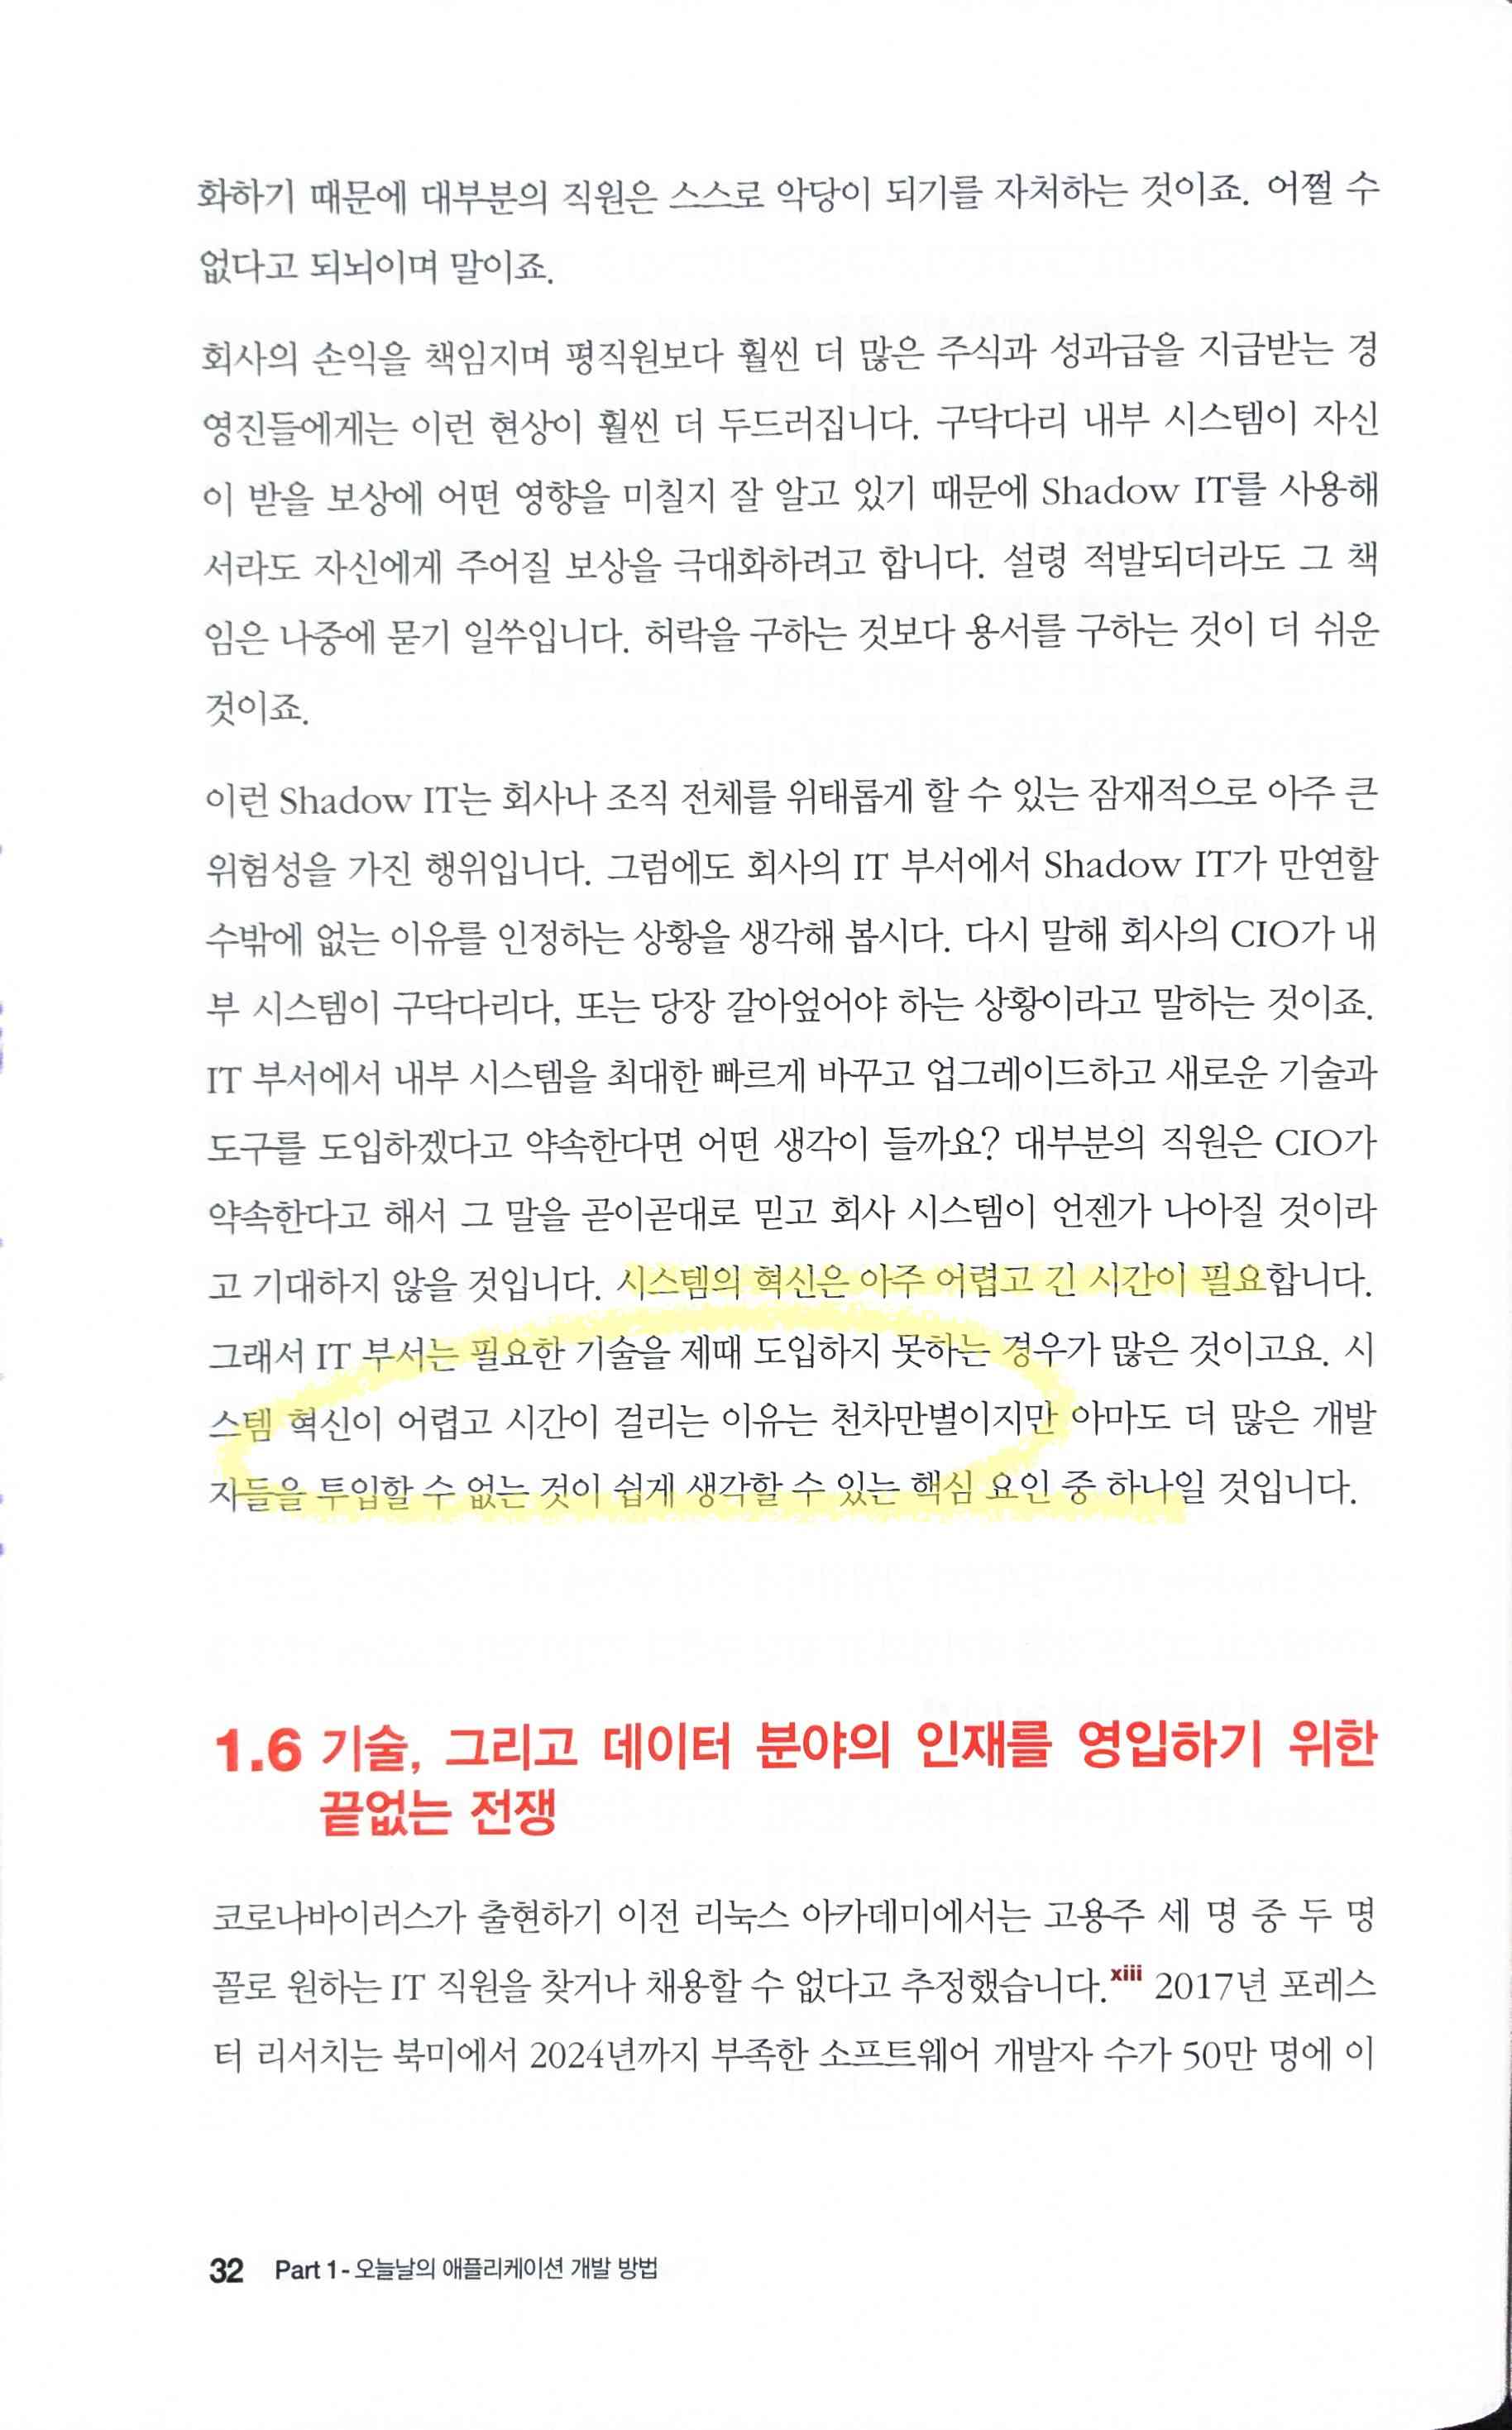 화하기 때문에 대부분의 직원은 스스로 악당이 되기를 자처하는 것이죠. 어쩔 수
없다고 되뇌이며 말이죠.
회사의 손익을 책임지며 평직원보다 훨씬 더 많은 주식과 성과급을 지급받는 경
영진들에게는 이런 현상이 훨씬 더 두드러집니다. 구닥다리 내부 시스템이 자신
이 받을 보상에 어떤 영향을 미칠지 잘 알고 있기 때문에 Shadow IT를 사용해
서라도 자신에게 주어질 보상을 극대화하려고 합니다. 설령 적발되더라도 그 책
임은 나중에 묻기 일쑤입니다. 허락을 구하는 것보다 용서를 구하는 것이 더 쉬운
것이죠.
이런 Shadow IT는 회사나 조직 전체를 위태롭게 할 수 있는 잠재적으로 아주 큰
위험성을 가진 행위입니다. 그럼에도 회사의 IT 부서에서 Shadow IT가 만연할
수밖에 없는 이유를 인정하는 상황을 생각해 봅시다. 다시 말해 회사의 CIO가 내
부 시스템이 구닥다리다, 또는 당장 갈아엎어야 하는 상황이라고 말하는 것이죠.
IT 부서에서 내부 시스템을 최대한 빠르게 바꾸고 업그레이드하고 새로운 기술과
도구를 도입하겠다고 약속한다면 어떤 생각이 들까요? 대부분의 직원은 CIO가
약속한다고 해서 그 말을 곧이곧대로 믿고 회사 시스템이 언젠가 나아질 것이라
고 기대하지 않을 것입니다. 시스템의 혁신은 아주 어렵고 긴 시간이 필요합니다.
그래서 IT 부서는 필요한 기술을 제때 도입하지 못하는 경우가 많은 것이고요. 시
스템 혁신이 어렵고 시간이 걸리는 이유는 천차만별이지만 아마도 더 많은 개발
자들을 투입할 수 없는 것이 쉽게 생각할 수 있는 핵심 요인 중 하나일 것입니다.
1.6 기술, 그리고 데이터 분야의 인재를 영입하기 위한
끝없는 전쟁
코로나바이러스가 출현하기 이전 리눅스 아카데미에서는 고용주 세 명 중 두 명
꼴로 원하는 IT 직원을 찾거나 채용할 수 없다고 추정했습니다.xiii 2017년 포레스
터 리서치는 북미에서 2024년까지 부족한 소프트웨어 개발자 수가 50만 명에 이
32 Part 1 - 오늘날의 애플리케이션 개발 방법